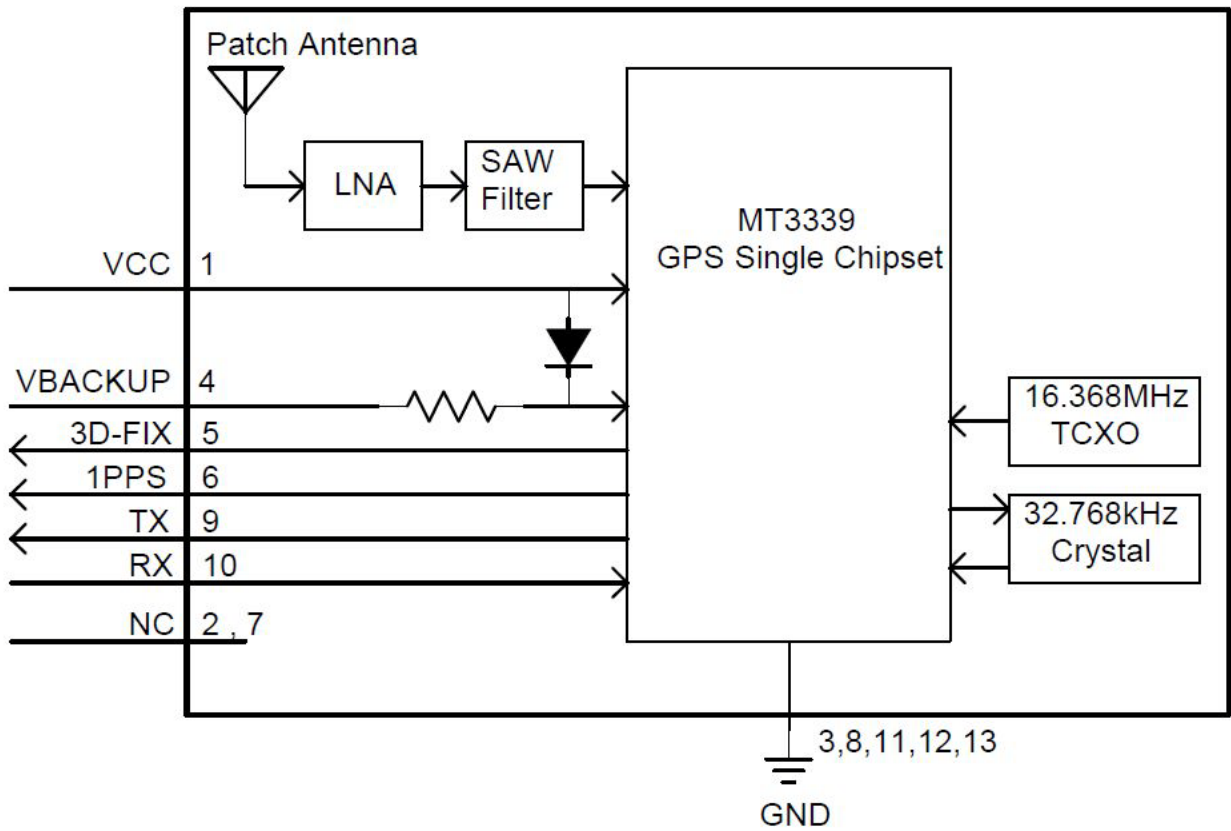 Patch Antenna
LNA
SAW
Filter
MT3339
GPS Single Chipset
VCC 1
VBACKUP 4
3D-FIX 5
1PPS 6
TX 9
RX 10
NC 2 , 7
16.368MHz
TCXO
32.768kHz
Crystal
3,8,11,12,13
GND